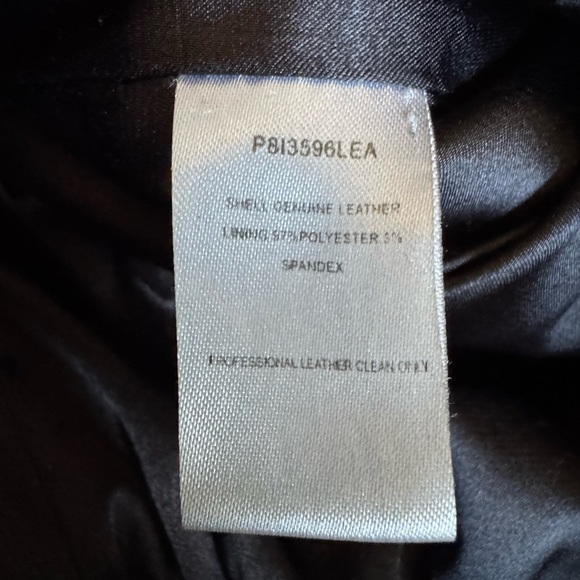 P8I3596LEA
SHELL GENUINE LEATHER
LINING 97%POLYESTER 3%
SPANDEX
PROFESSIONAL LEATHER CLEAN ONLY